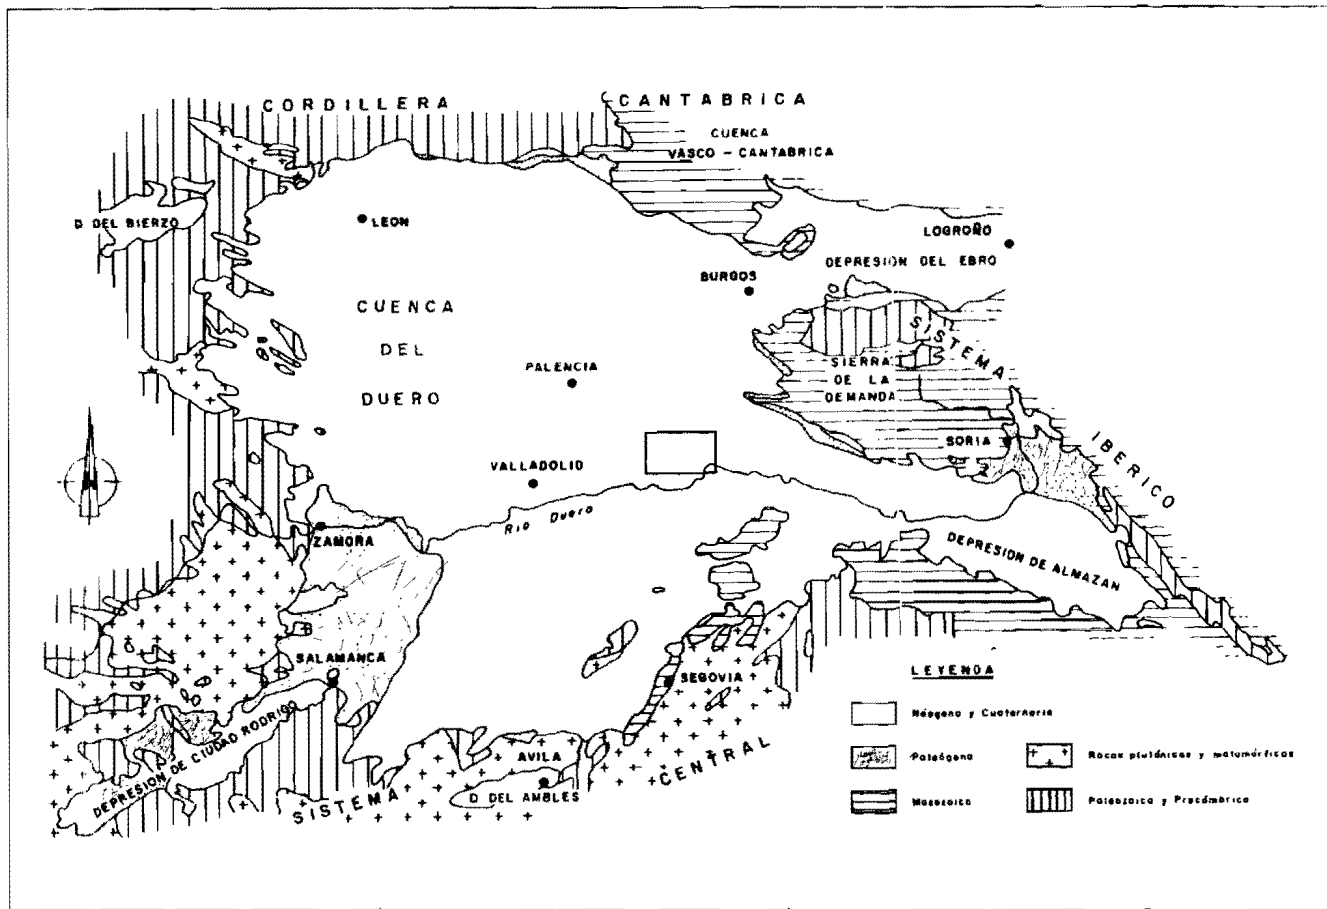 CORDILLERA CANTABRICA
CUENCA
VASCO - CANTABRICA
D DEL BIERZO
LEON
LOGROÑO
DEPRESION DEL EBRO
BURGOS
CUENCA
DEL
DUERO
SISTEMA IBERICO
SIERRA
DE LA
DEMANDA
PALENCIA
SORIA
VALLADOLID
Rio Duero
ZAMORA
DEPRESION DE ALMAZAN
SALAMANCA
SEGOVIA
DEPRESION DE CIUDAD RODRIGO
AVILA
D DEL AMBLES
SISTEMA CENTRAL
LEYENDA
Néogeno y Cuaternario
Paleógeno
Rocas plutónicas y metamórficas
Mesozoico
Paleozoico y Precámbrico